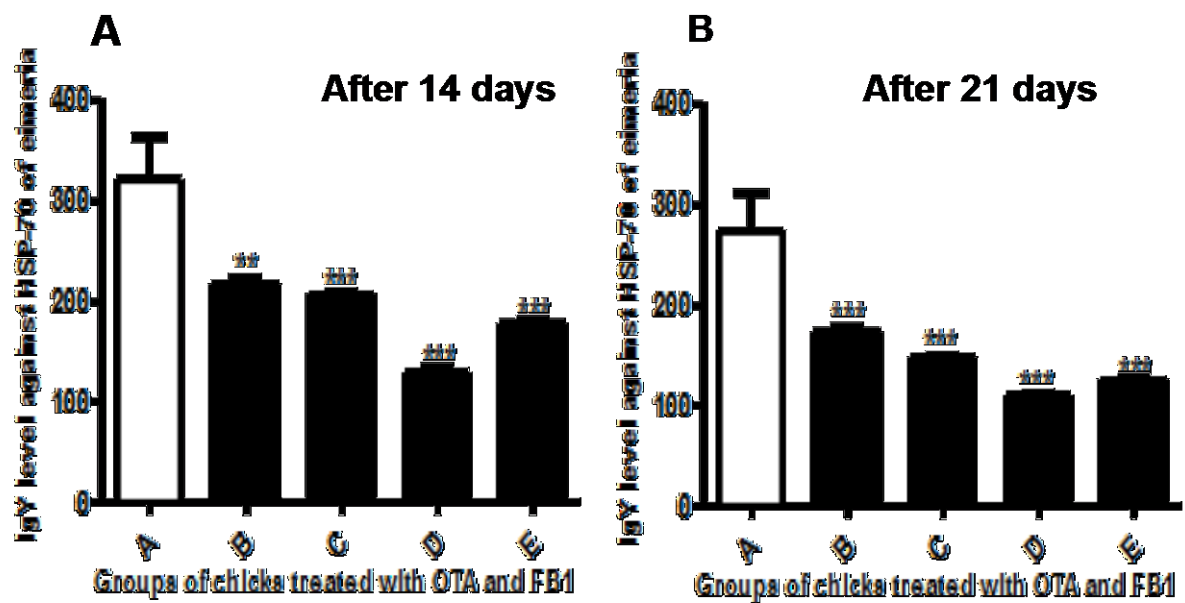 A
After 14 days
IgY level against HSP-70 of eimeria
400
300
200
100
0
**
***
***
***
A B C D E
Groups of chicks treated with OTA and FB1
B
After 21 days
IgY level against HSP-70 of eimeria
400
300
200
100
0
***
***
***
***
A B C D E
Groups of chicks treated with OTA and FB1